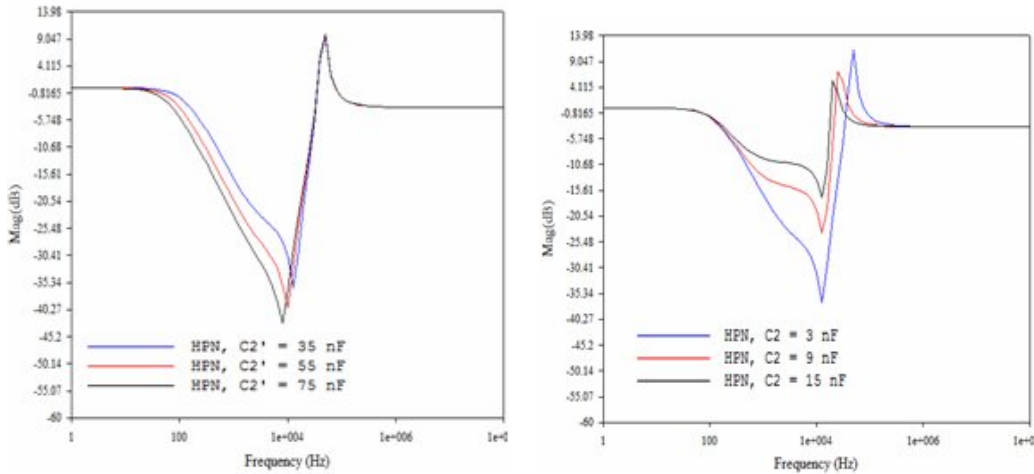 13.98
9.047
4.115
-0.8165
-5.748
-10.68
-15.61
-20.54
-25.48
-30.41
-35.34
-40.27
-45.2
-50.14
-55.07
-60
Mag(dB)
HPN, C2' = 35 nF
HPN, C2' = 55 nF
HPN, C2' = 75 nF
1 100 1e+004 1e+006 1e+0
Frequency (Hz)
13.98
9.047
4.115
-0.8165
-5.748
-10.68
-15.61
-20.54
-25.48
-30.41
-35.34
-40.27
-45.2
-50.14
-55.07
-60
Mag(dB)
HPN, C2 = 3 nF
HPN, C2 = 9 nF
HPN, C2 = 15 nF
1 100 1e+004 1e+006 1e+0
Frequency (Hz)